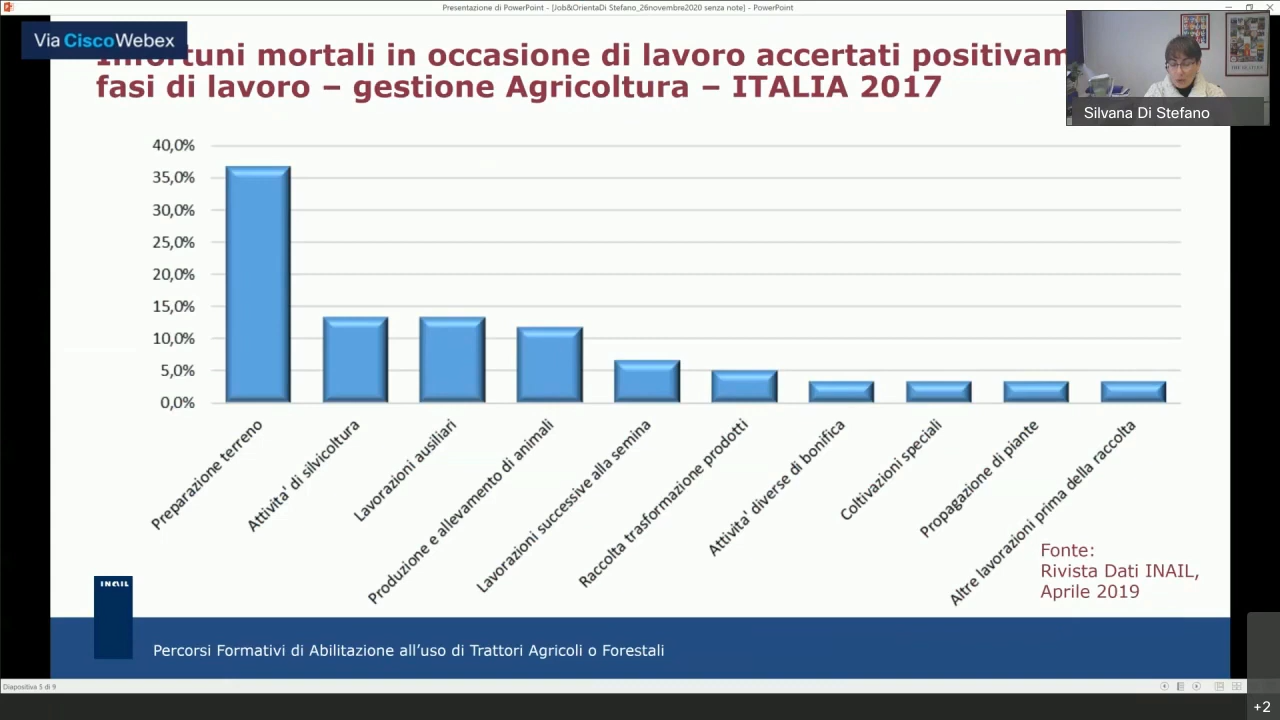 Presentazione di PowerPoint - [Job&OrientaDi Stefano_26novembre2020 senza note] - PowerPoint
Via CiscoWebex
mortali in occasione di lavoro accertati
fasi di lavoro – gestione Agricoltura – ITALIA 2017
Silvana Di Stefano
40,0%
35,0%
30,0%
25,0%
20,0%
15,0%
10,0%
5,0%
0,0%
Preparazione terreno
Attivita' di silvicoltura
Lavorazioni ausiliari
Produzione e allevamento di animali
Lavorazioni successive alla semina
Raccolta trasformazione prodotti
Attivita' diverse di bonifica
Coltivazioni speciali
Propagazione di piante
Altre lavorazioni prima della raccolta
Fonte:
Rivista Dati INAIL,
Aprile 2019
INAIL
Percorsi Formativi di Abilitazione all'uso di Trattori Agricoli o Forestali
Diapositiva 5 di 9
+2